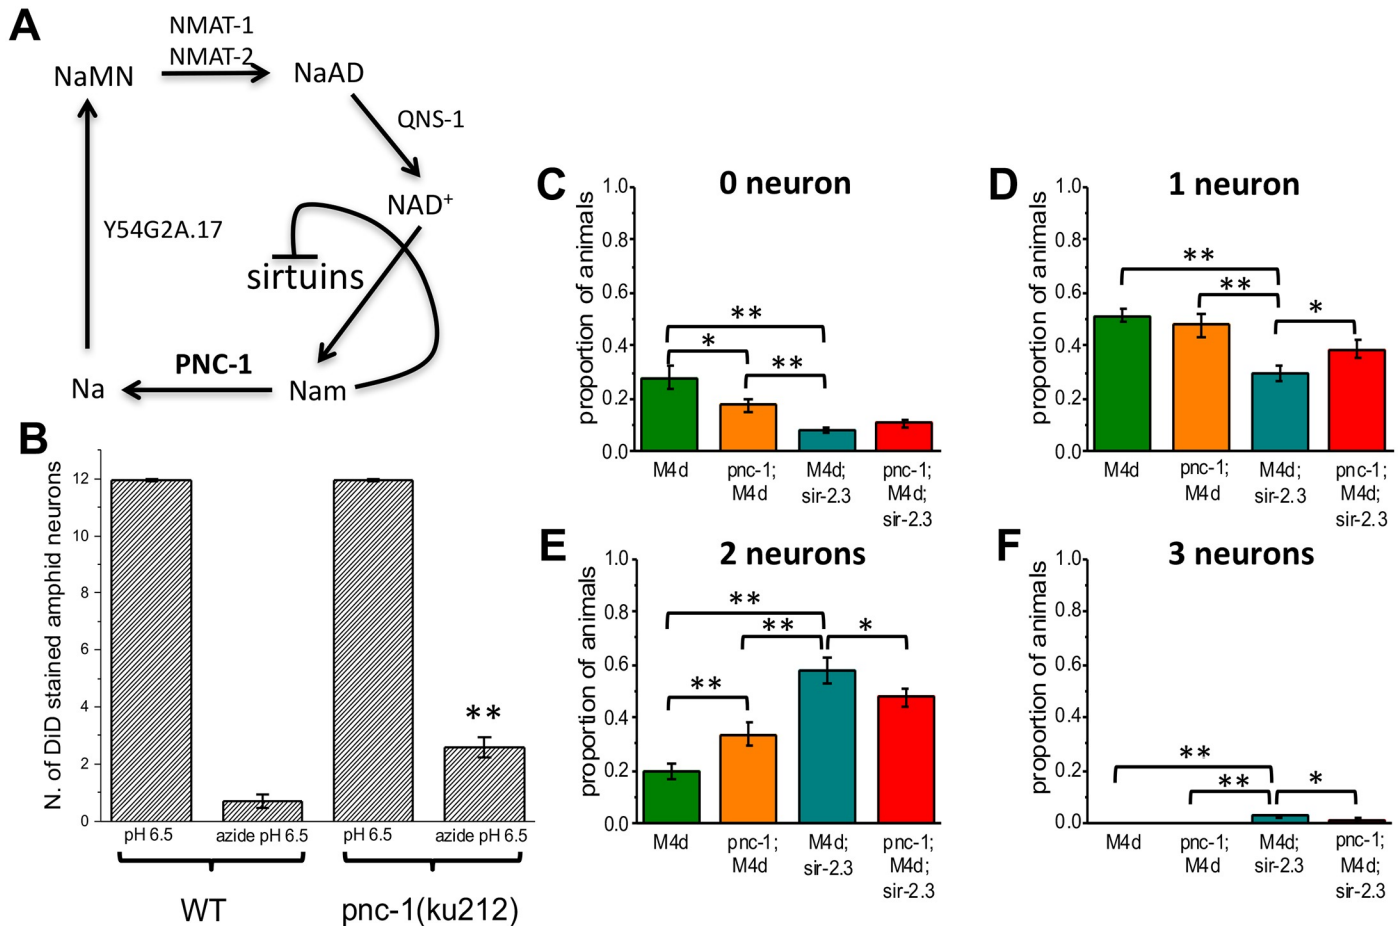 A
NMAT-1
NMAT-2
NaMN
NaAD
QNS-1
NAD+
Y54G2A.17
sirtuins
PNC-1
Na
Nam
B
N. of DiD stained amphid neurons
12
10
8
6
4
2
0
**
pH 6.5
azide pH 6.5
pH 6.5
azide pH 6.5
WT
pnc-1(ku212)
C
0 neuron
proportion of animals
1.0
0.8
0.6
0.4
0.2
0.0
**
*
**
M4d
pnc-1;
M4d
M4d;
sir-2.3
pnc-1;
M4d;
sir-2.3
D
1 neuron
proportion of animals
1.0
0.8
0.6
0.4
0.2
0.0
**
**
*
M4d
pnc-1;
M4d
M4d;
sir-2.3
pnc-1;
M4d;
sir-2.3
E
2 neurons
proportion of animals
1.0
0.8
0.6
0.4
0.2
0.0
**
**
*
**
M4d
pnc-1;
M4d
M4d;
sir-2.3
pnc-1;
M4d;
sir-2.3
F
3 neurons
proportion of animals
1.0
0.8
0.6
0.4
0.2
0.0
**
**
*
M4d
pnc-1;
M4d
M4d;
sir-2.3
pnc-1;
M4d;
sir-2.3